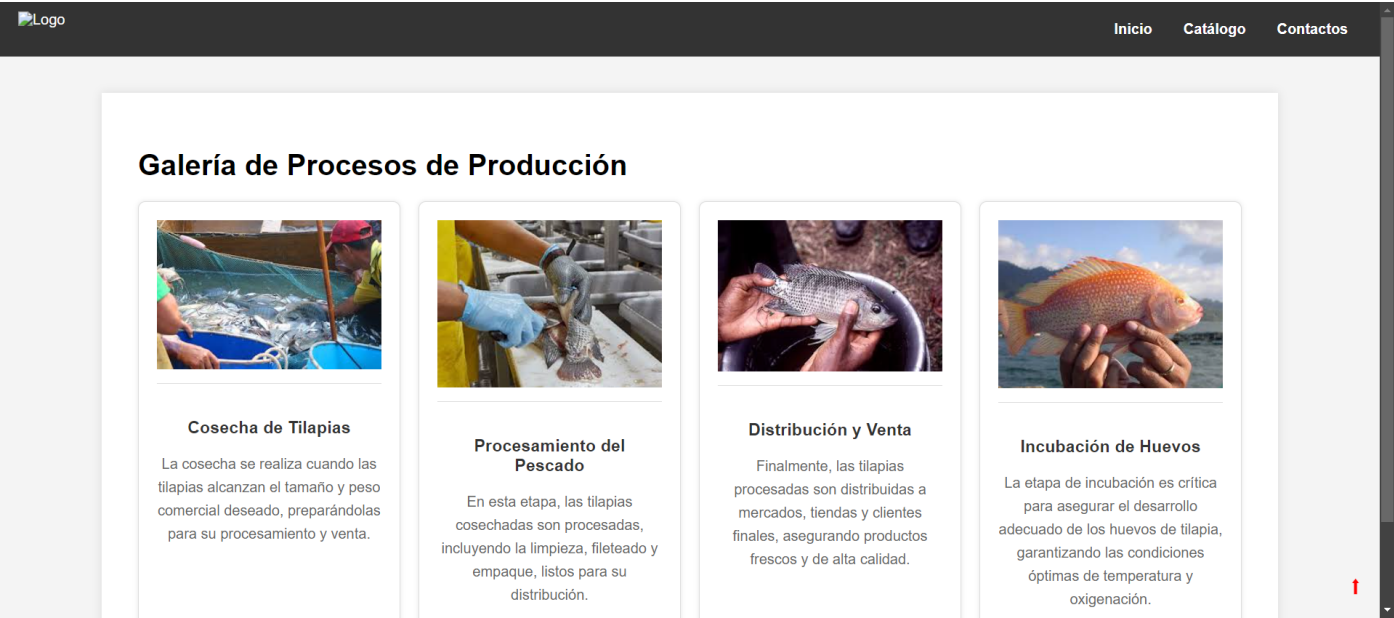 Logo
Inicio Catálogo Contactos
Galería de Procesos de Producción
Cosecha de Tilapias
La cosecha se realiza cuando las
tilapias alcanzan el tamaño y peso
comercial deseado, preparándolas
para su procesamiento y venta.
Procesamiento del
Pescado
En esta etapa, las tilapias
cosechadas son procesadas,
incluyendo la limpieza, fileteado y
empaque, listos para su
distribución.
Distribución y Venta
Finalmente, las tilapias
procesadas son distribuidas a
mercados, tiendas y clientes
finales, asegurando productos
frescos y de alta calidad.
Incubación de Huevos
La etapa de incubación es crítica
para asegurar el desarrollo
adecuado de los huevos de tilapia,
garantizando las condiciones
óptimas de temperatura y
oxigenación.